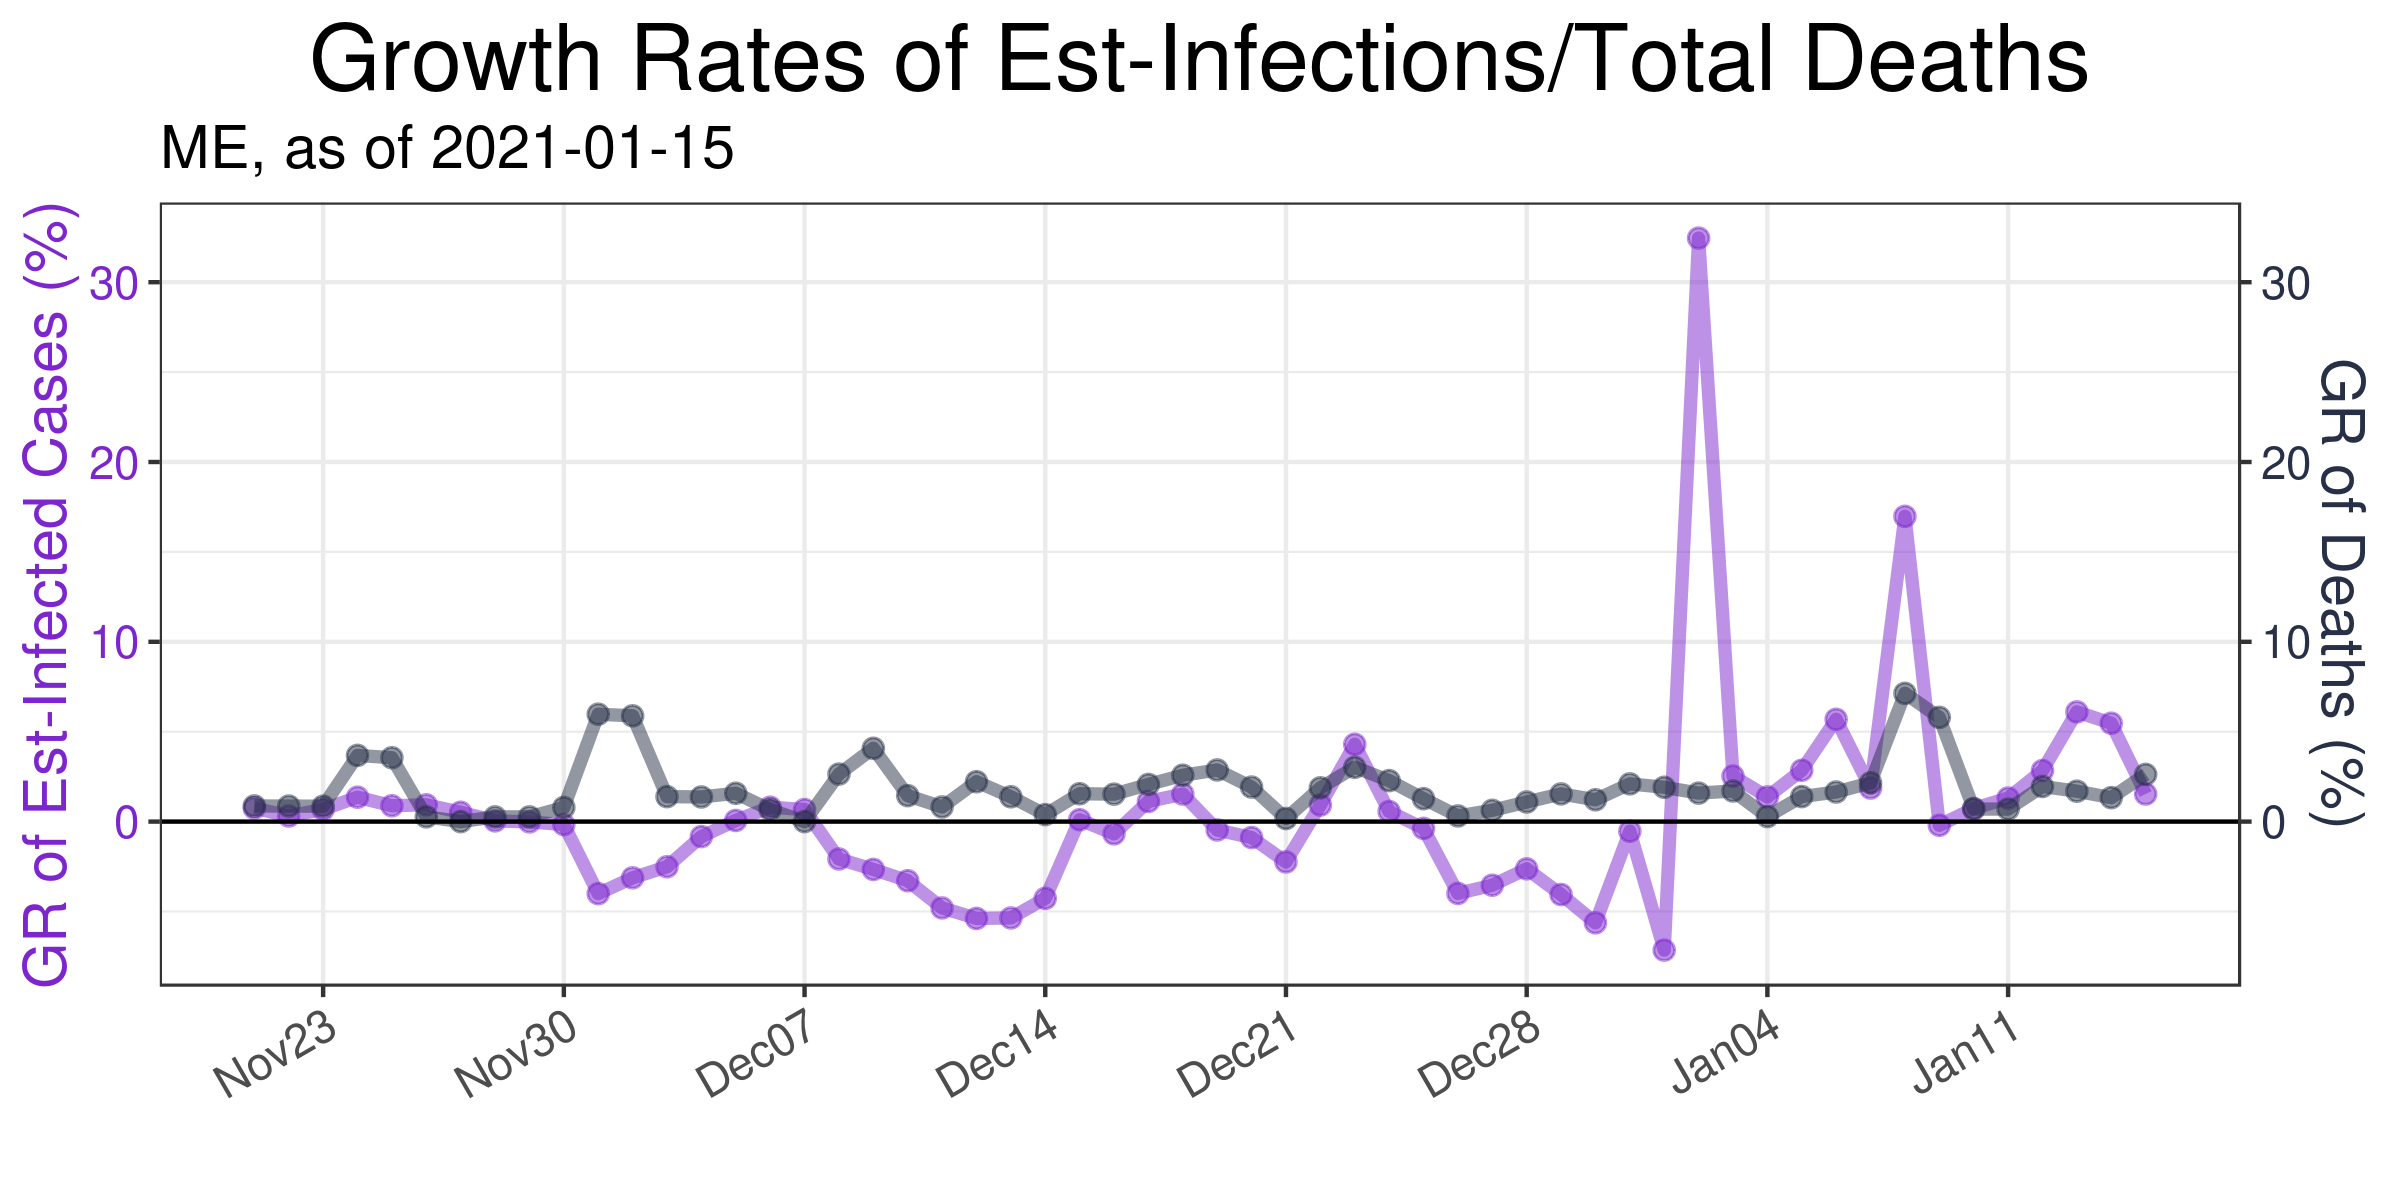 Growth Rates of Est-Infections/Total Deaths
ME, as of 2021-01-15
GR of Est-Infected Cases (%)
30
20
10
0
30
20
10
0
GR of Deaths (%)
Nov23
Nov30
Dec07
Dec14
Dec21
Dec28
Jan04
Jan11